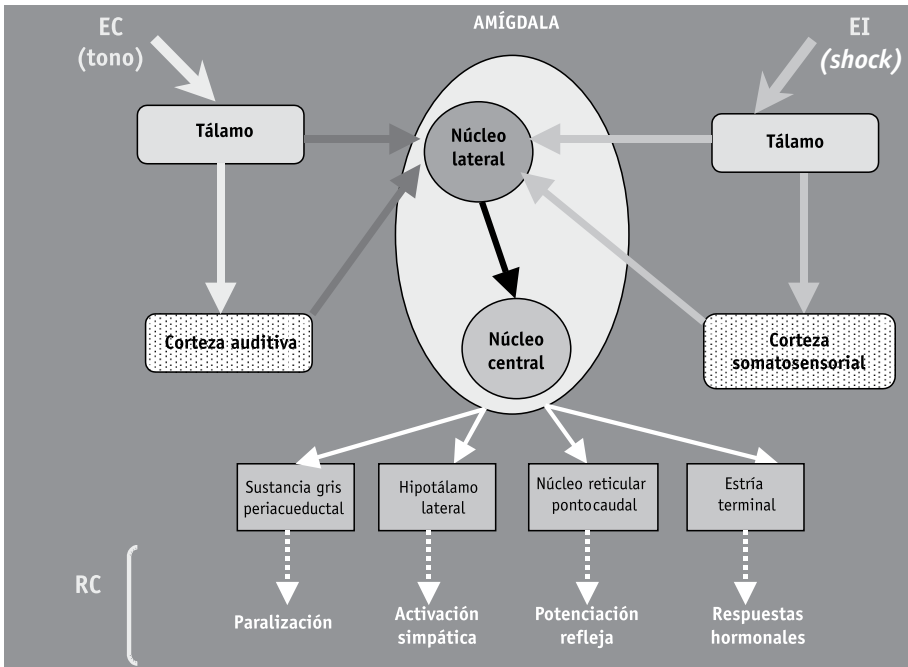 AMÍGDALA
EC
(tono)
EI
(shock)
Tálamo
Núcleo
lateral
Tálamo
Corteza auditiva
Núcleo
central
Corteza
somatosensorial
Sustancia gris
periacueductal
Hipotálamo
lateral
Núcleo reticular
pontocaudal
Estría
terminal
RC
Paralización
Activación
simpática
Potenciación
refleja
Respuestas
hormonales